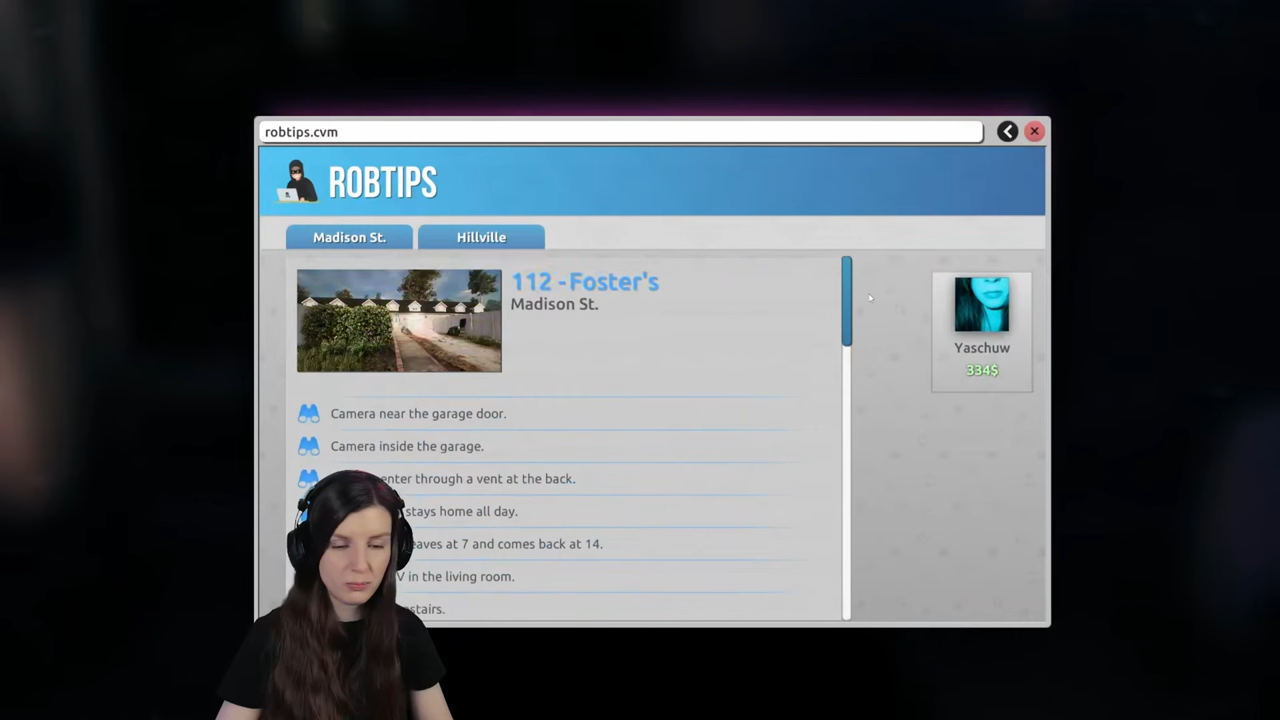 robtips.cvm
ROBTIPS
Madison St.
Hillville
112 - Foster's
Madison St.
Yaschuw
334$
Camera near the garage door.
Camera inside the garage.
enter through a vent at the back.
stays home all day.
eaves at 7 and comes back at 14.
V in the living room.
stairs.